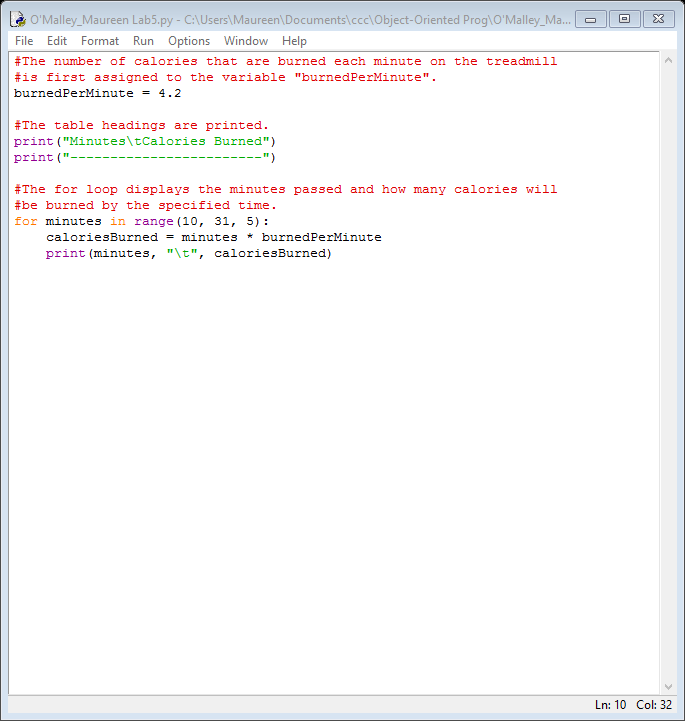 O'Malley_Maureen Lab5.py - C:\Users\Maureen\Documents\ccc\Object-Oriented Prog\O'Malley_Ma...
File Edit Format Run Options Window Help
#The number of calories that are burned each minute on the treadmill
#is first assigned to the variable "burnedPerMinute".
burnedPerMinute = 4.2
#The table headings are printed.
print("Minutes\tCalories Burned")
print("------------------------")
#The for loop displays the minutes passed and how many calories will
#be burned by the specified time.
for minutes in range(10, 31, 5):
    caloriesBurned = minutes * burnedPerMinute
    print(minutes, "\t", caloriesBurned)
Ln: 10 Col: 32